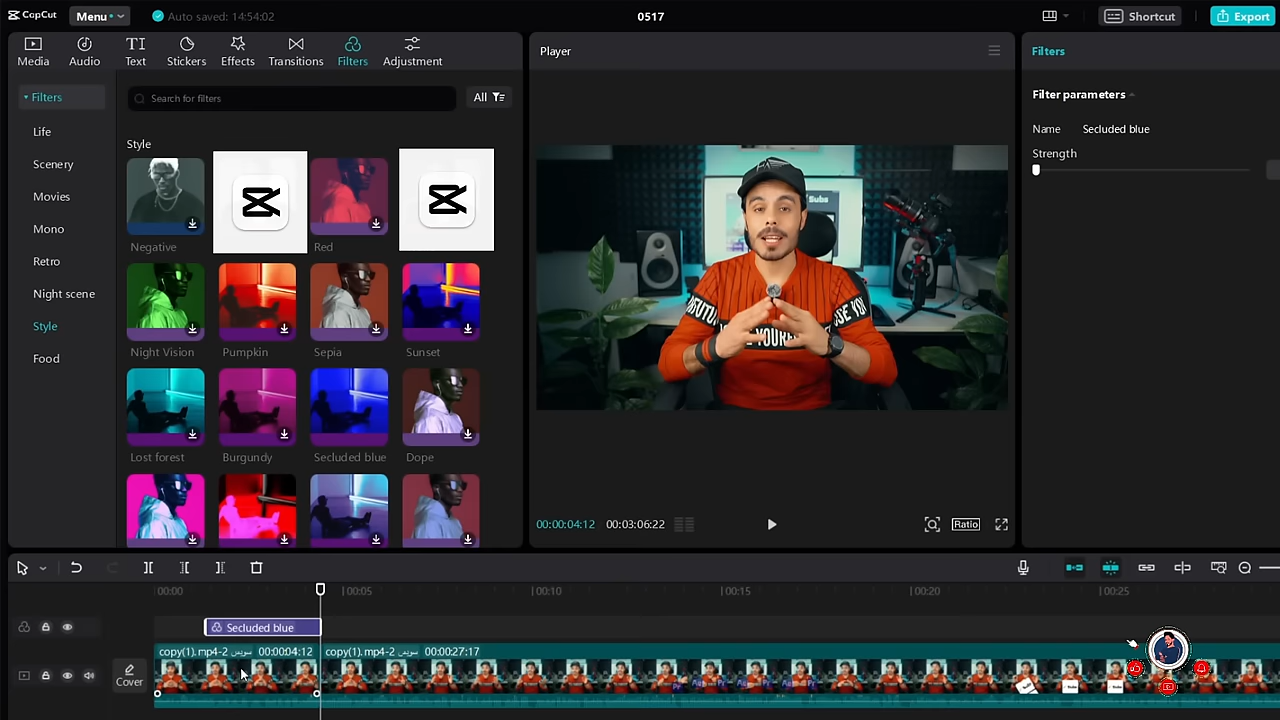 CapCut
Menu
Auto saved: 14:54:02
0517
Shortcut
Export
Media
Audio
Text
Stickers
Effects
Transitions
Filters
Adjustment
Filters
Life
Scenery
Movies
Retro
Night scene
Style
Food
Search for filters
All
Style
Negative
Red
Night Vision
Pumpkin
Sepia
Sunset
Lost forest
Burgundy
Secluded blue
Dope
Player
Subs
00:00:04:12
00:03:06:22
Ratio
Filters
Filter parameters
Name
Secluded blue
Strength
00:00
00:05
00:10
00:15
00:20
00:25
Secluded blue
copy(1).mp4-2 سویس 00:00:04:12
copy(1).mp4-2 سویس 00:00:27:17
Cover